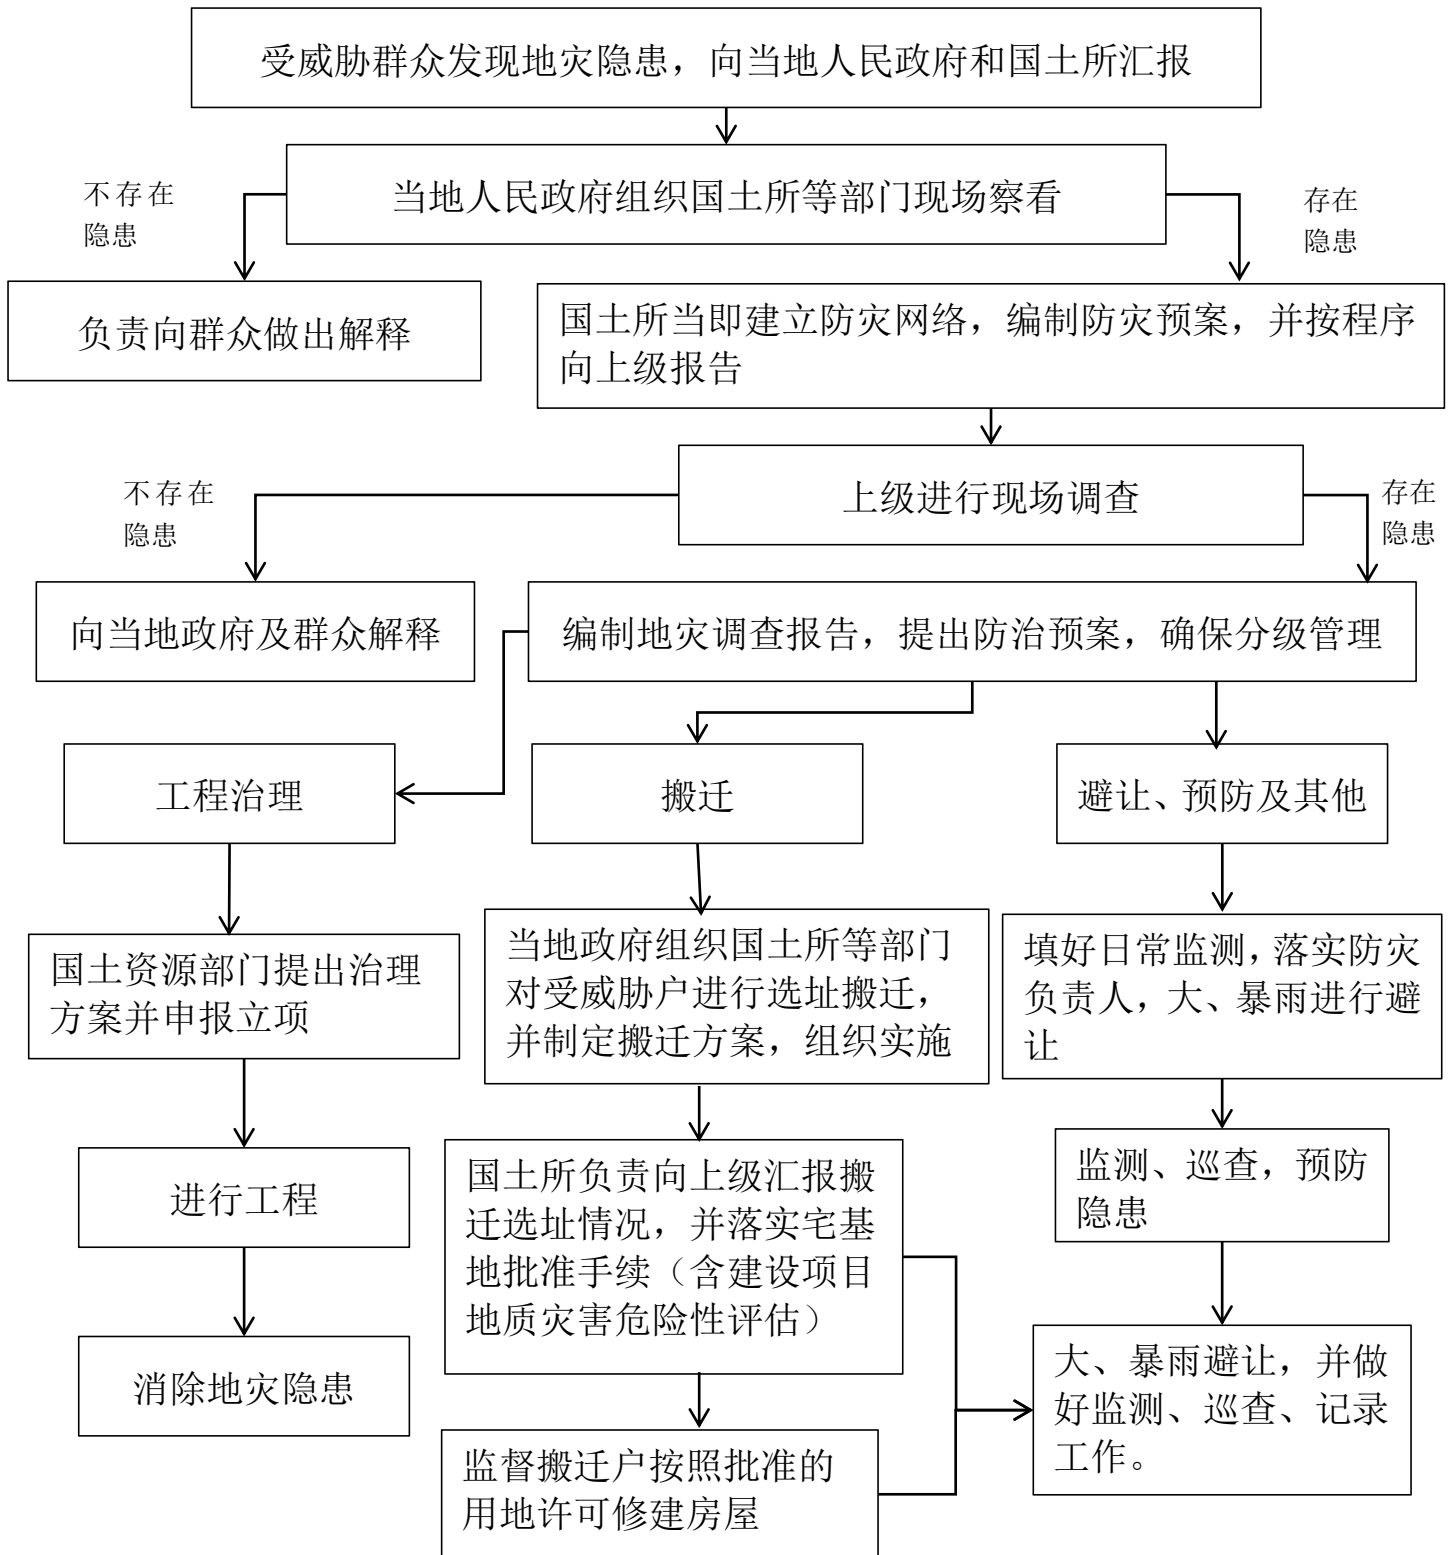 受威胁群众发现地灾隐患，向当地人民政府和国土所汇报
不存在
隐患
当地人民政府组织国土所等部门现场察看
存在
隐患
负责向群众做出解释
国土所当即建立防灾网络，编制防灾预案，并按程序
向上级报告
不存在
隐患
上级进行现场调查
存在
隐患
向当地政府及群众解释
编制地灾调查报告，提出防治预案，确保分级管理
工程治理
搬迁
避让、预防及其他
国土资源部门提出治理
方案并申报立项
当地政府组织国土所等部门
对受威胁户进行选址搬迁，
并制定搬迁方案，组织实施
填好日常监测，落实防灾
负责人，大、暴雨进行避
让
进行工程
国土所负责向上级汇报搬
迁选址情况，并落实宅基
地批准手续（含建设项目
地质灾害危险性评估）
监测、巡查，预防
隐患
消除地灾隐患
大、暴雨避让，并做
好监测、巡查、记录
工作。
监督搬迁户按照批准的
用地许可修建房屋